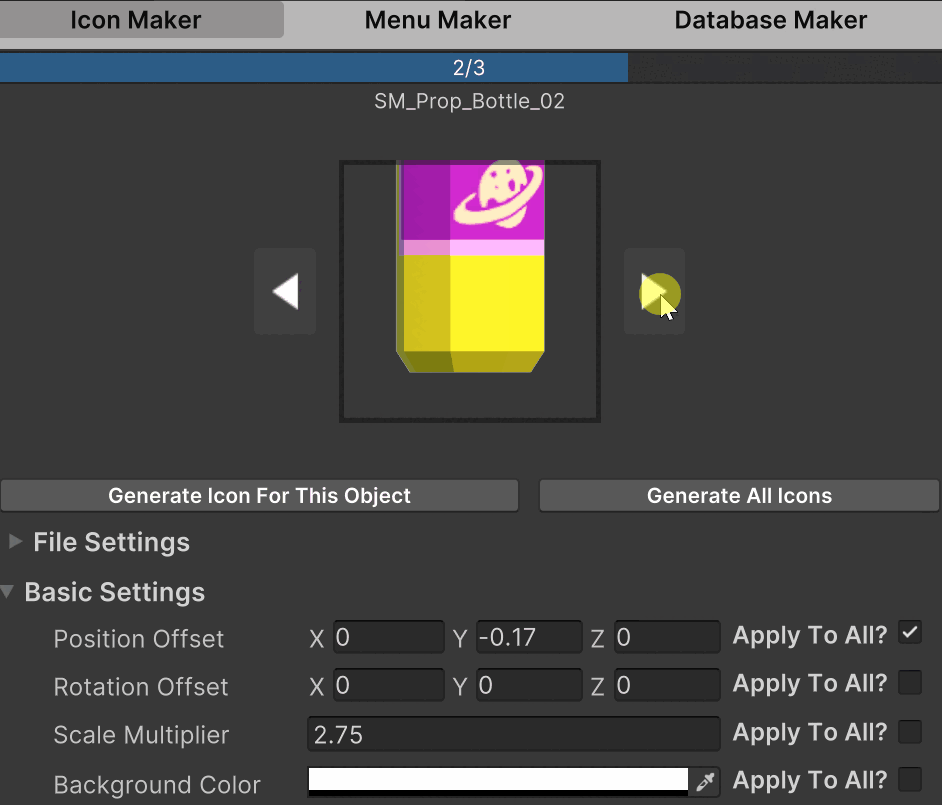 Icon Maker Menu Maker Database Maker
2/3
SM_Prop_Bottle_02
Generate Icon For This Object Generate All Icons
File Settings
Basic Settings
Position Offset X 0 Y -0.17 Z 0 Apply To All?
Rotation Offset X 0 Y 0 Z 0 Apply To All?
Scale Multiplier 2.75 Apply To All?
Background Color Apply To All?